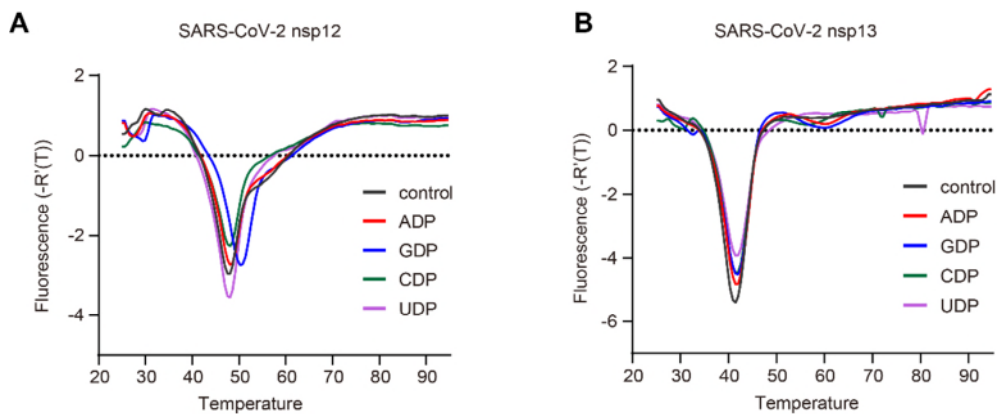 A
SARS-CoV-2 nsp12
Fluorescence (-R'(T))
2
0
-2
-4
20 30 40 50 60 70 80 90
Temperature
control
ADP
GDP
CDP
UDP
B
SARS-CoV-2 nsp13
Fluorescence (-R'(T))
2
0
-2
-4
-6
20 30 40 50 60 70 80 90
Temperature
control
ADP
GDP
CDP
UDP